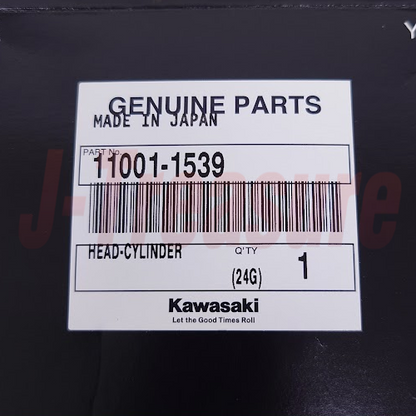 Y
GENUINE PARTS
MADE IN JAPAN
PART No.
11001-1539
J-Treasure
HEAD-CYLINDER
Q'TY
(24G)
1
Kawasaki
Let the Good Times Roll